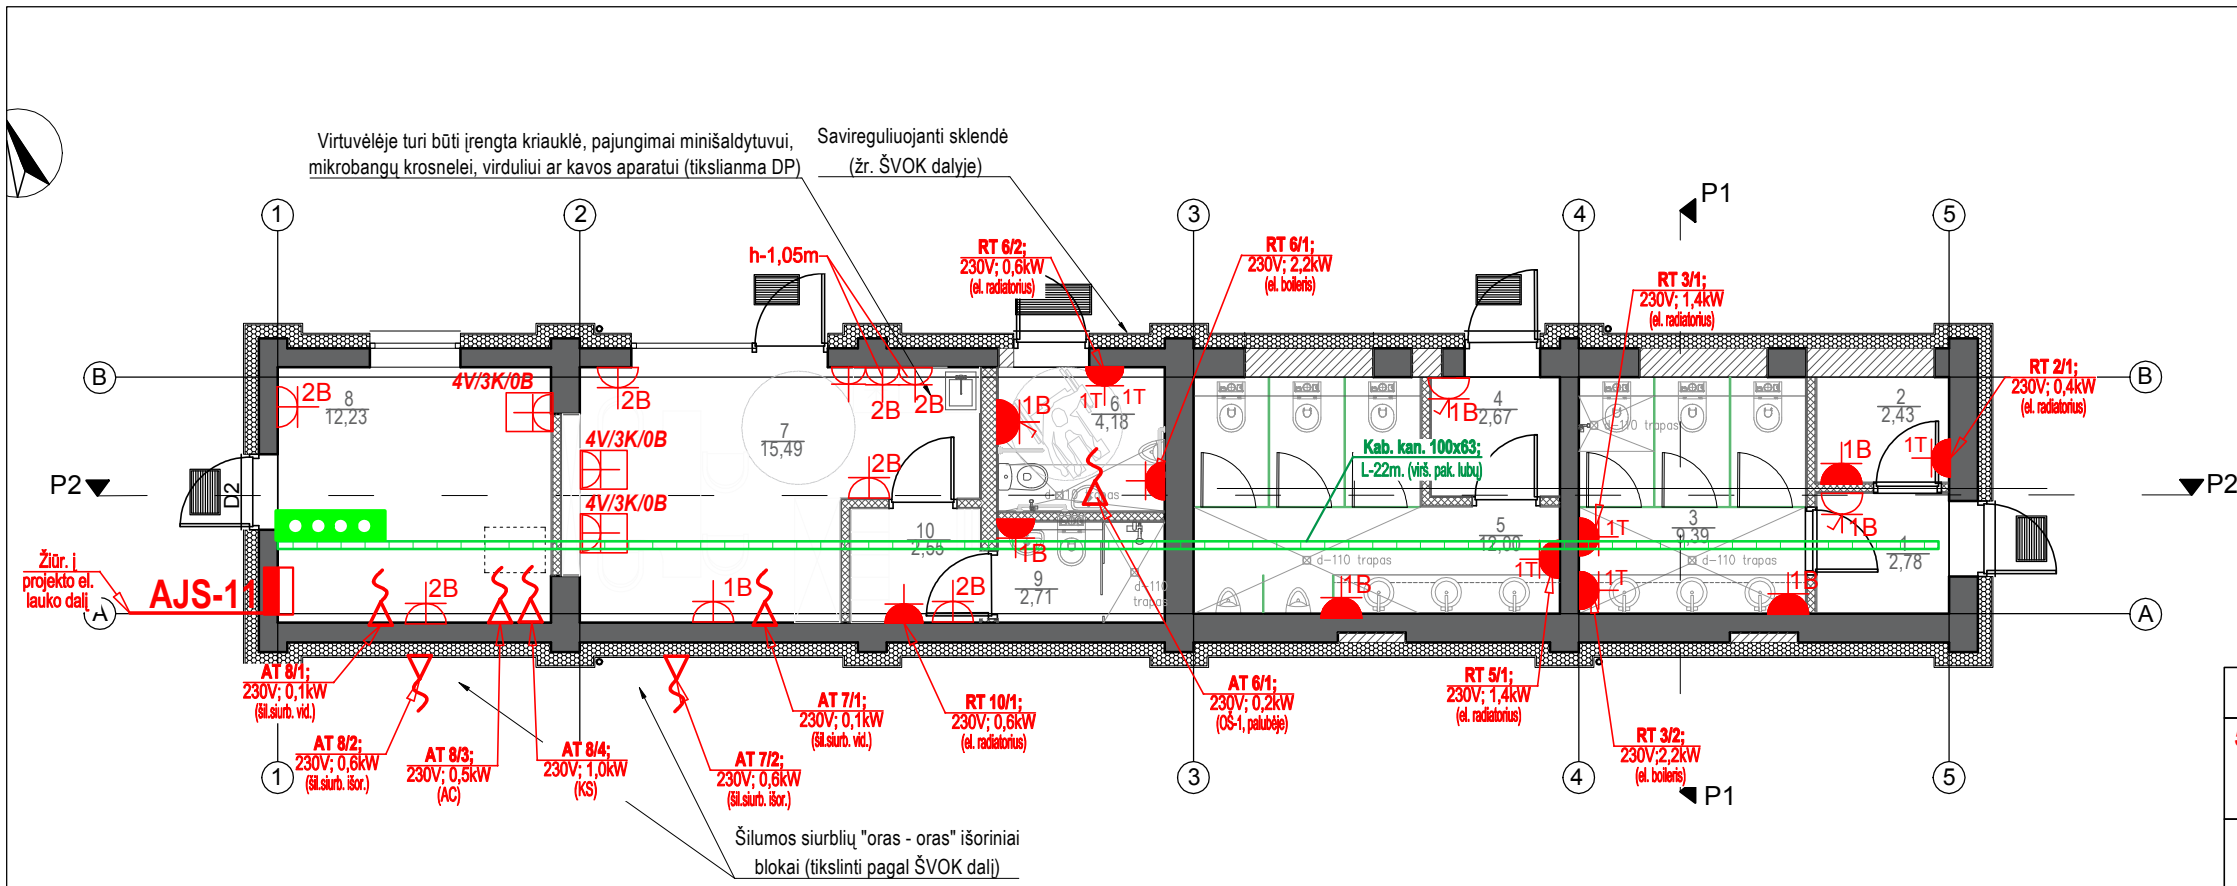 Virtuvėlėje turi būti įrengta kriauklė, pajungimai minišaldytuvui,
mikrobangų krosnelei, virduliui ar kavos aparatui (tikslianma DP)
Savireguliuojanti sklendė
(žr. ŠVOK dalyje)
P1
1
2
3
4
5
h-1,05m
RT 6/2;
230V; 0,6kW
(el. radiatorius)
RT 6/1;
230V; 2,2kW
(el. boileris)
RT 3/1;
230V; 1,4kW
(el. radiatorius)
RT 2/1;
230V; 0,4kW
(el. radiatorius)
B
B
2B
8
12,23
4V/3K/0B
2B
2B
2B
7
15,49
1B
1T
1T
6
4,18
1B
4
2,67
d-110 trapas
2
2,43
1T
1B
4V/3K/0B
Kab. kan. 100x63;
L-22m. (virš. pak. lubų)
2B
P2
D2
4V/3K/0B
P2
10
2,55
1B
5
12,00
1T
3
9,39
1B
1
2,78
d-110 trapas
1T
d-110 trapas
Žiūr. į
projekto el.
lauko dalį
AJS-11
2B
1B
2B
9
2,71
d-110
trapas
1B
1T
1B
A
A
AT 8/1;
230V; 0,1kW
(šil.siurb. vid.)
AT 8/2;
230V; 0,6kW
(šil.siurb. išor.)
AT 8/3;
230V; 0,5kW
(AC)
AT 8/4;
230V; 1,0kW
(KS)
AT 7/2;
230V; 0,6kW
(šil.siurb. išor.)
AT 7/1;
230V; 0,1kW
(šil.siurb. vid.)
RT 10/1;
230V; 0,6kW
(el. radiatorius)
AT 6/1;
230V; 0,2kW
(OŠ-1, palubėje)
RT 5/1;
230V; 1,4kW
(el. radiatorius)
RT 3/2;
230V;2,2kW
(el. boileris)
1
3
4
5
P1
Šilumos siurblių "oras - oras" išoriniai
blokai (tikslinti pagal ŠVOK dalį)